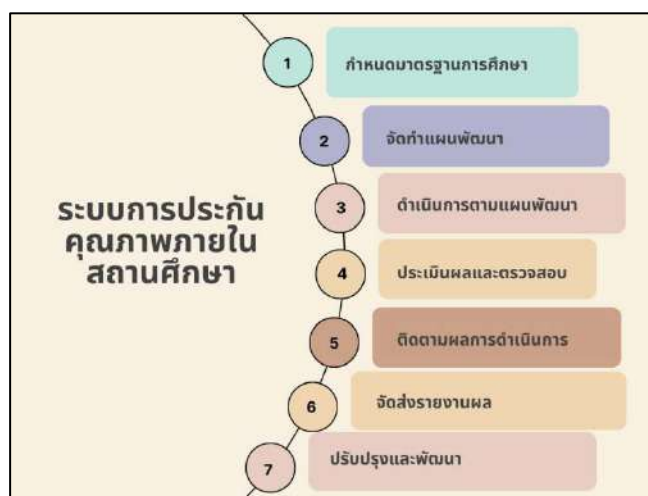 ระบบการประกัน
คุณภาพภายใน
สถานศึกษา
1 กำหนดมาตรฐานการศึกษา
2 จัดทำแผนพัฒนา
3 ดำเนินการตามแผนพัฒนา
4 ประเมินผลและตรวจสอบ
5 ติดตามผลการดำเนินการ
6 จัดส่งรายงานผล
7 ปรับปรุงและพัฒนา